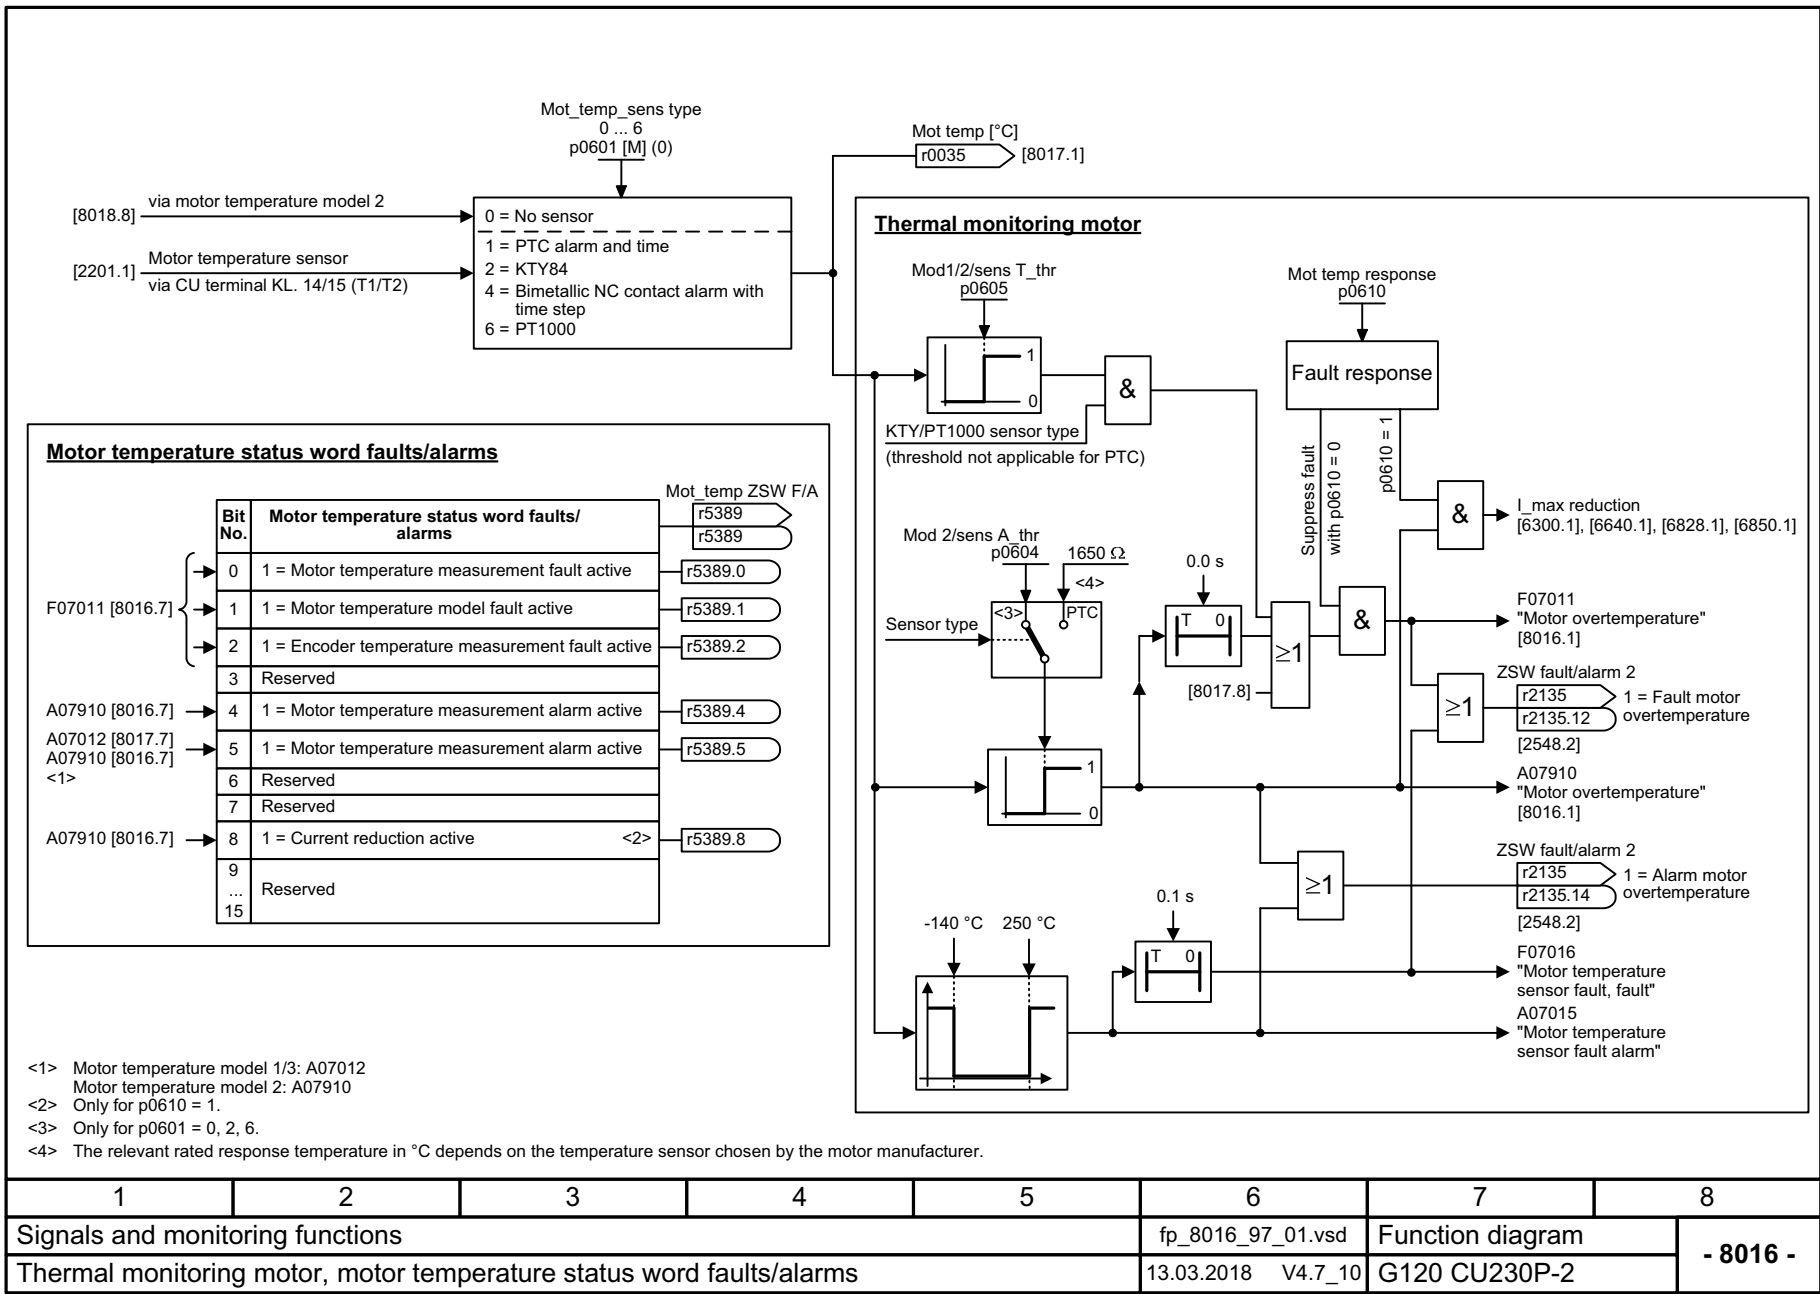 Mot_temp_sens type
0 ... 6
p0601 [M] (0)
Mot temp [°C]
r0035
[8017.1]
[8018.8]
via motor temperature model 2
[2201.1]
Motor temperature sensor
via CU terminal KL. 14/15 (T1/T2)
0 = No sensor
1 = PTC alarm and time
2 = KTY84
4 = Bimetallic NC contact alarm with
time step
6 = PT1000
Thermal monitoring motor
Mod1/2/sens T_thr
p0605
1
0
&
KTY/PT1000 sensor type
(threshold not applicable for PTC)
Mot temp response
p0610
Fault response
Suppress fault
with p0610 = 0
p0610 = 1
&
I_max reduction
[6300.1], [6640.1], [6828.1], [6850.1]
Mod 2/sens A_thr
p0604
1650 Ω
<4>
<3>
PTC
Sensor type
0.0 s
T 0
≥1
[8017.8]
&
F07011
"Motor overtemperature"
[8016.1]
ZSW fault/alarm 2
≥1
r2135
r2135.12
1 = Fault motor
overtemperature
[2548.2]
1
0
A07910
"Motor overtemperature"
[8016.1]
ZSW fault/alarm 2
≥1
r2135
r2135.14
1 = Alarm motor
overtemperature
[2548.2]
-140 °C
250 °C
0.1 s
T 0
F07016
"Motor temperature
sensor fault, fault"
A07015
"Motor temperature
sensor fault alarm"
Motor temperature status word faults/alarms
Mot_temp ZSW F/A
Bit
No.
Motor temperature status word faults/
alarms
r5389
r5389
F07011 [8016.7]
0 1 = Motor temperature measurement fault active r5389.0
1 1 = Motor temperature model fault active r5389.1
2 1 = Encoder temperature measurement fault active r5389.2
3 Reserved
A07910 [8016.7] 4 1 = Motor temperature measurement alarm active r5389.4
A07012 [8017.7]
A07910 [8016.7]
<1>
5 1 = Motor temperature measurement alarm active r5389.5
6 Reserved
7 Reserved
A07910 [8016.7] 8 1 = Current reduction active <2> r5389.8
9
...
15
Reserved
<1> Motor temperature model 1/3: A07012
Motor temperature model 2: A07910
<2> Only for p0610 = 1.
<3> Only for p0601 = 0, 2, 6.
<4> The relevant rated response temperature in °C depends on the temperature sensor chosen by the motor manufacturer.
1 2 3 4 5 6 7 8
Signals and monitoring functions
fp_8016_97_01.vsd
Function diagram
- 8016 -
Thermal monitoring motor, motor temperature status word faults/alarms
13.03.2018 V4.7_10
G120 CU230P-2